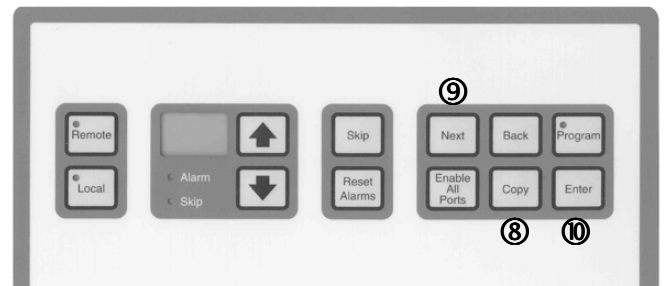 ⑨
Remote
Skip
Next
Back
Program
Local
Alarm
Skip
Reset
Alarms
Enable
All
Ports
Copy
Enter
⑧
⑩